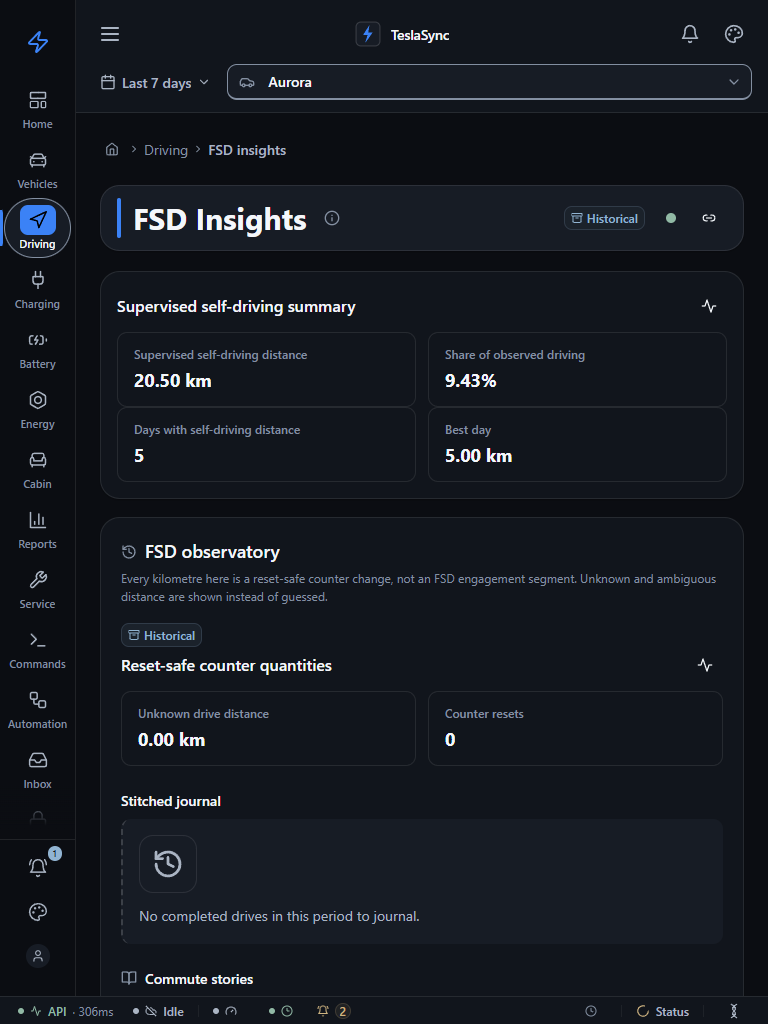 TeslaSync
Last 7 days
Aurora
Home
Vehicles
Driving
Charging
Battery
Energy
Cabin
Reports
Service
Commands
Automation
Inbox
1
Driving
FSD insights
FSD Insights
Historical
Supervised self-driving summary
Supervised self-driving distance
20.50 km
Share of observed driving
9.43%
Days with self-driving distance
5
Best day
5.00 km
FSD observatory
Every kilometre here is a reset-safe counter change, not an FSD engagement segment. Unknown and ambiguous
distance are shown instead of guessed.
Historical
Reset-safe counter quantities
Unknown drive distance
0.00 km
Counter resets
0
Stitched journal
No completed drives in this period to journal.
Commute stories
API · 306ms
Idle
2
Status